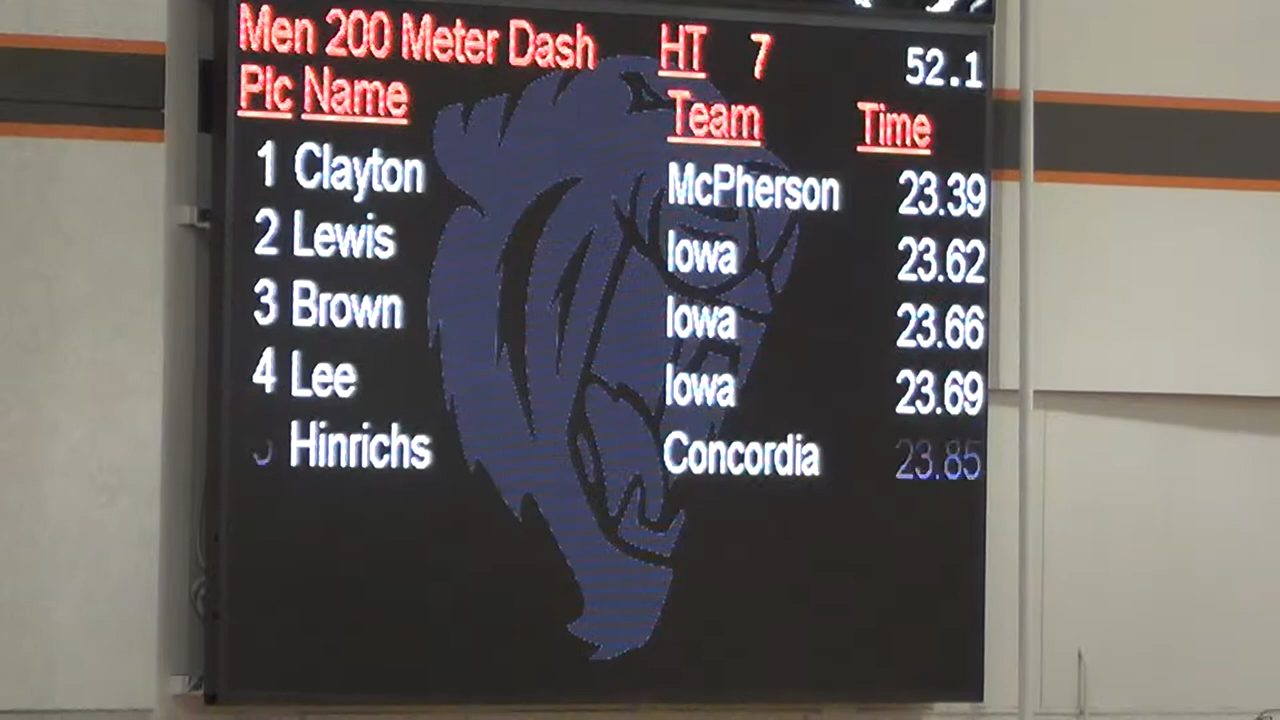 Men 200 Meter Dash HT 7 52.1
Plc Name Team Time
1 Clayton McPherson 23.39
2 Lewis Iowa 23.62
3 Brown Iowa 23.66
4 Lee Iowa 23.69
Hinrichs Concordia 23.85